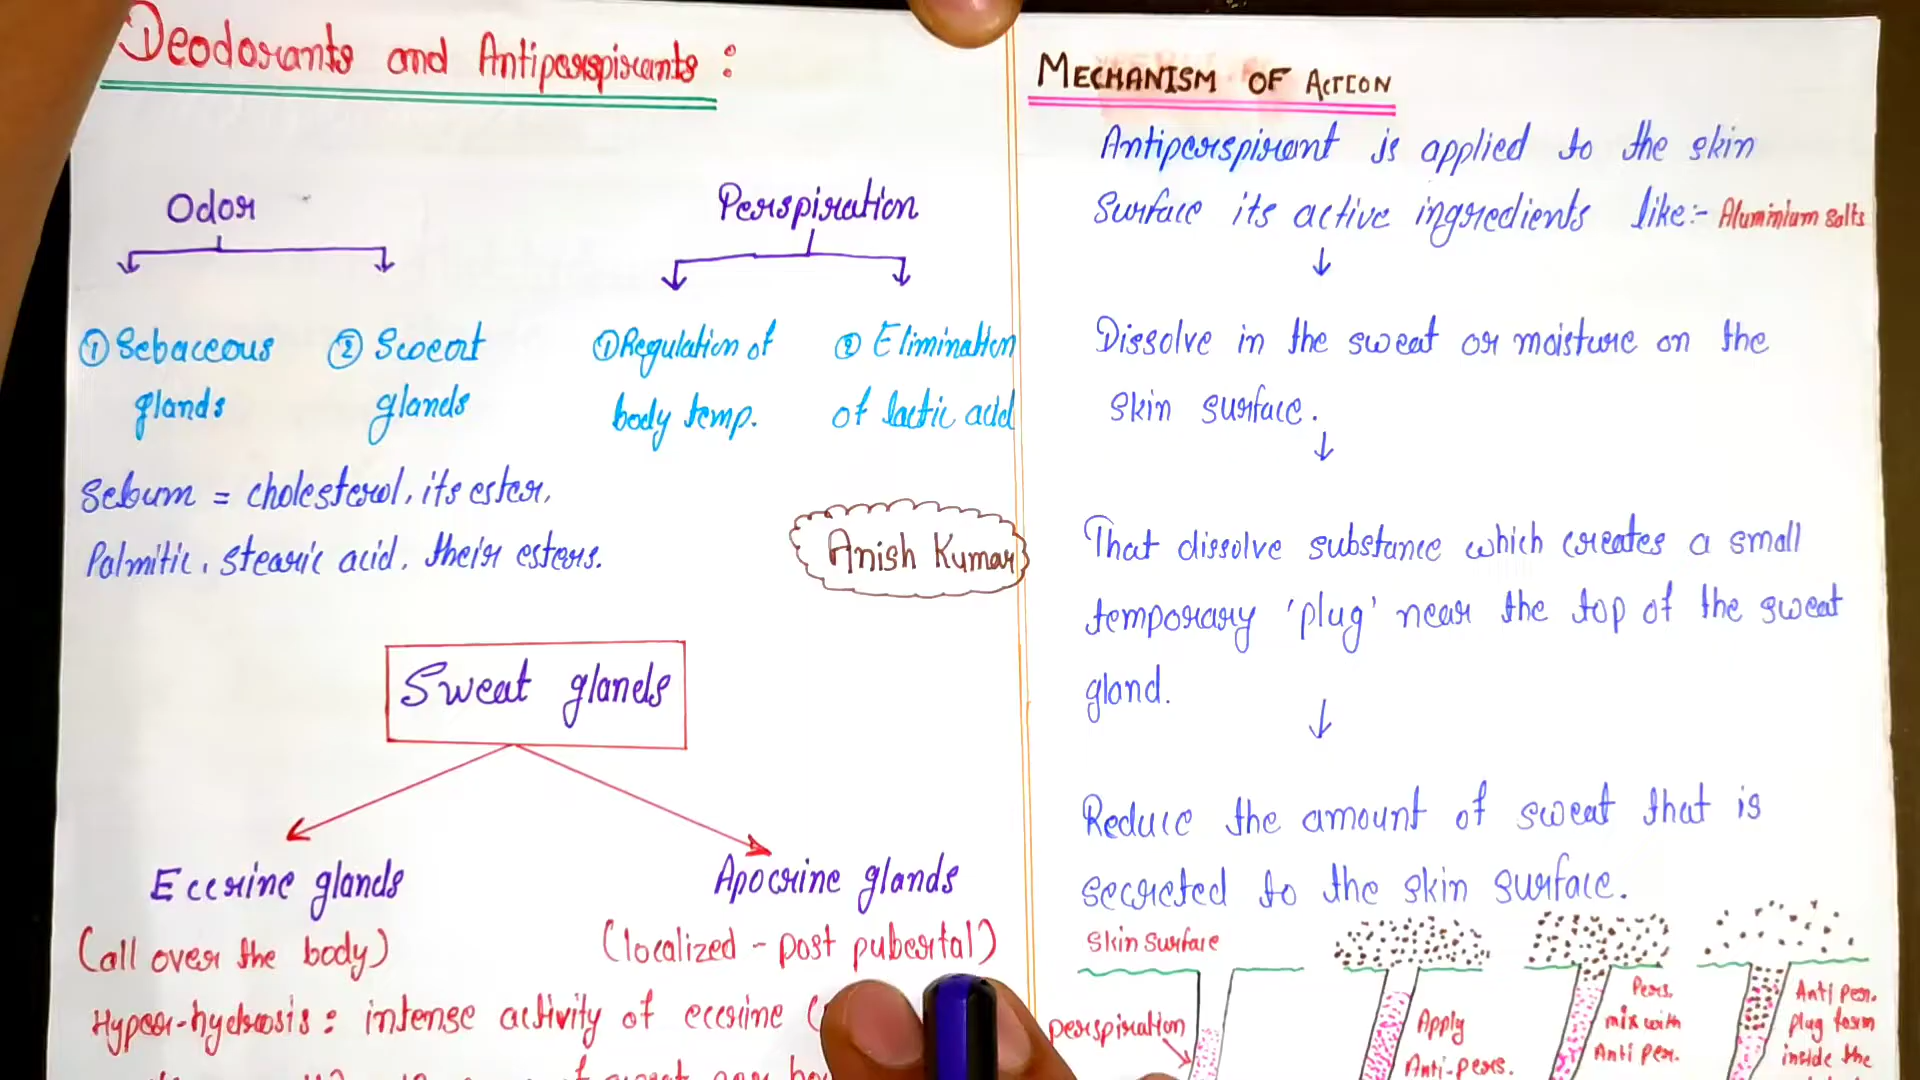 Deodorants and Antiperspirants :
Odor
Perspiration
① Sebaceous glands
② Sweat glands
① Regulation of body temp.
② Elimination of lactic acid
Sebum = cholesterol, its ester,
Palmitic, stearic acid, their esters.
Anish Kumar
Sweat glands
Eccrine glands
(all over the body)
Apocrine glands
(localized - post pubertal)
Hyper-hydrosis : intense activity of eccrine
MECHANISM OF ACTION
Antiperspirant is applied to the skin
Surface its active ingredients like:- Aluminium salts
↓
Dissolve in the sweat or moisture on the
skin surface.
↓
That dissolve substance which creates a small
temporary 'plug' near the top of the sweat
gland.
↓
Reduce the amount of sweat that is
secreted to the skin surface.
Skin surface
perspiration
Apply
Anti-pers.
Pers.
mix with
Anti per.
Anti per.
plug form
inside the